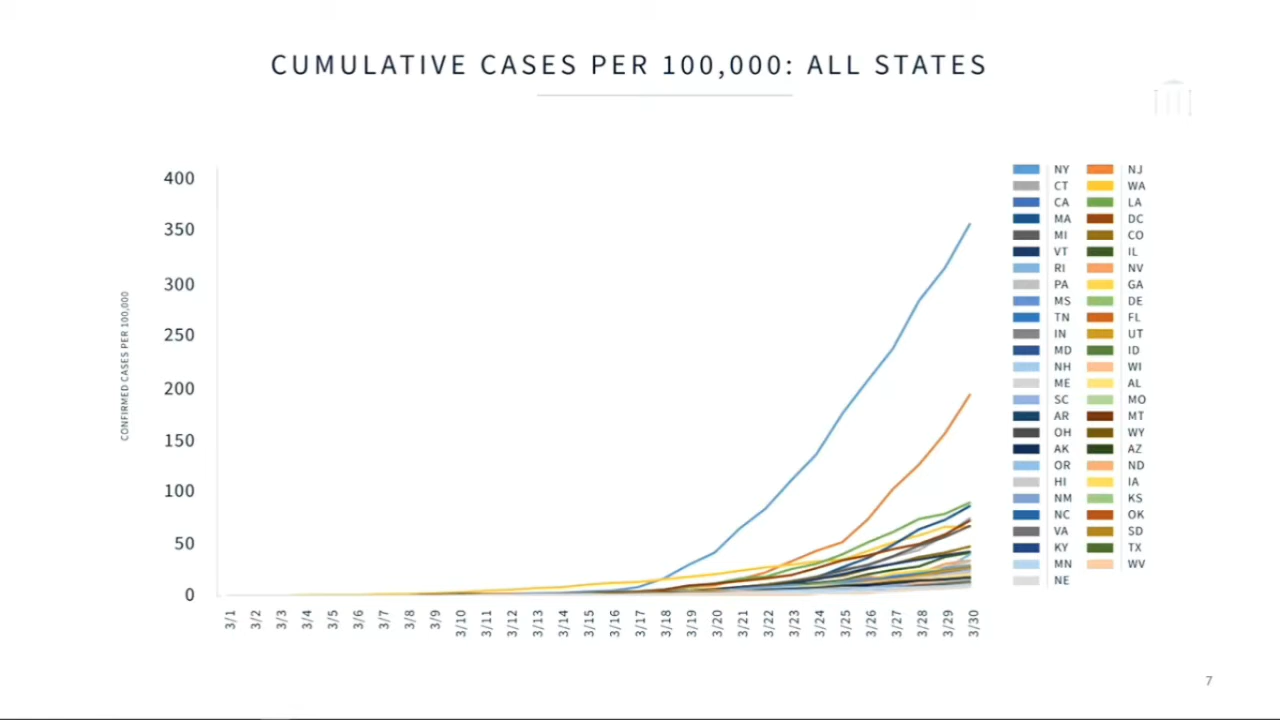 CUMULATIVE CASES PER 100,000: ALL STATES
CONFIRMED CASES PER 100,000
400
350
300
250
200
150
100
50
0
3/1 3/2 3/3 3/4 3/5 3/6 3/7 3/8 3/9 3/10 3/11 3/12 3/13 3/14 3/15 3/16 3/17 3/18 3/19 3/20 3/21 3/22 3/23 3/24 3/25 3/26 3/27 3/28 3/29 3/30
NY NJ
CT WA
CA LA
MA DC
MI CO
VT IL
RI NV
PA GA
MS DE
TN FL
IN UT
MD ID
NH WI
ME AL
SC MO
AR MT
OH WY
AK AZ
OR ND
HI IA
NM KS
NC OK
VA SD
KY TX
MN WV
NE
7